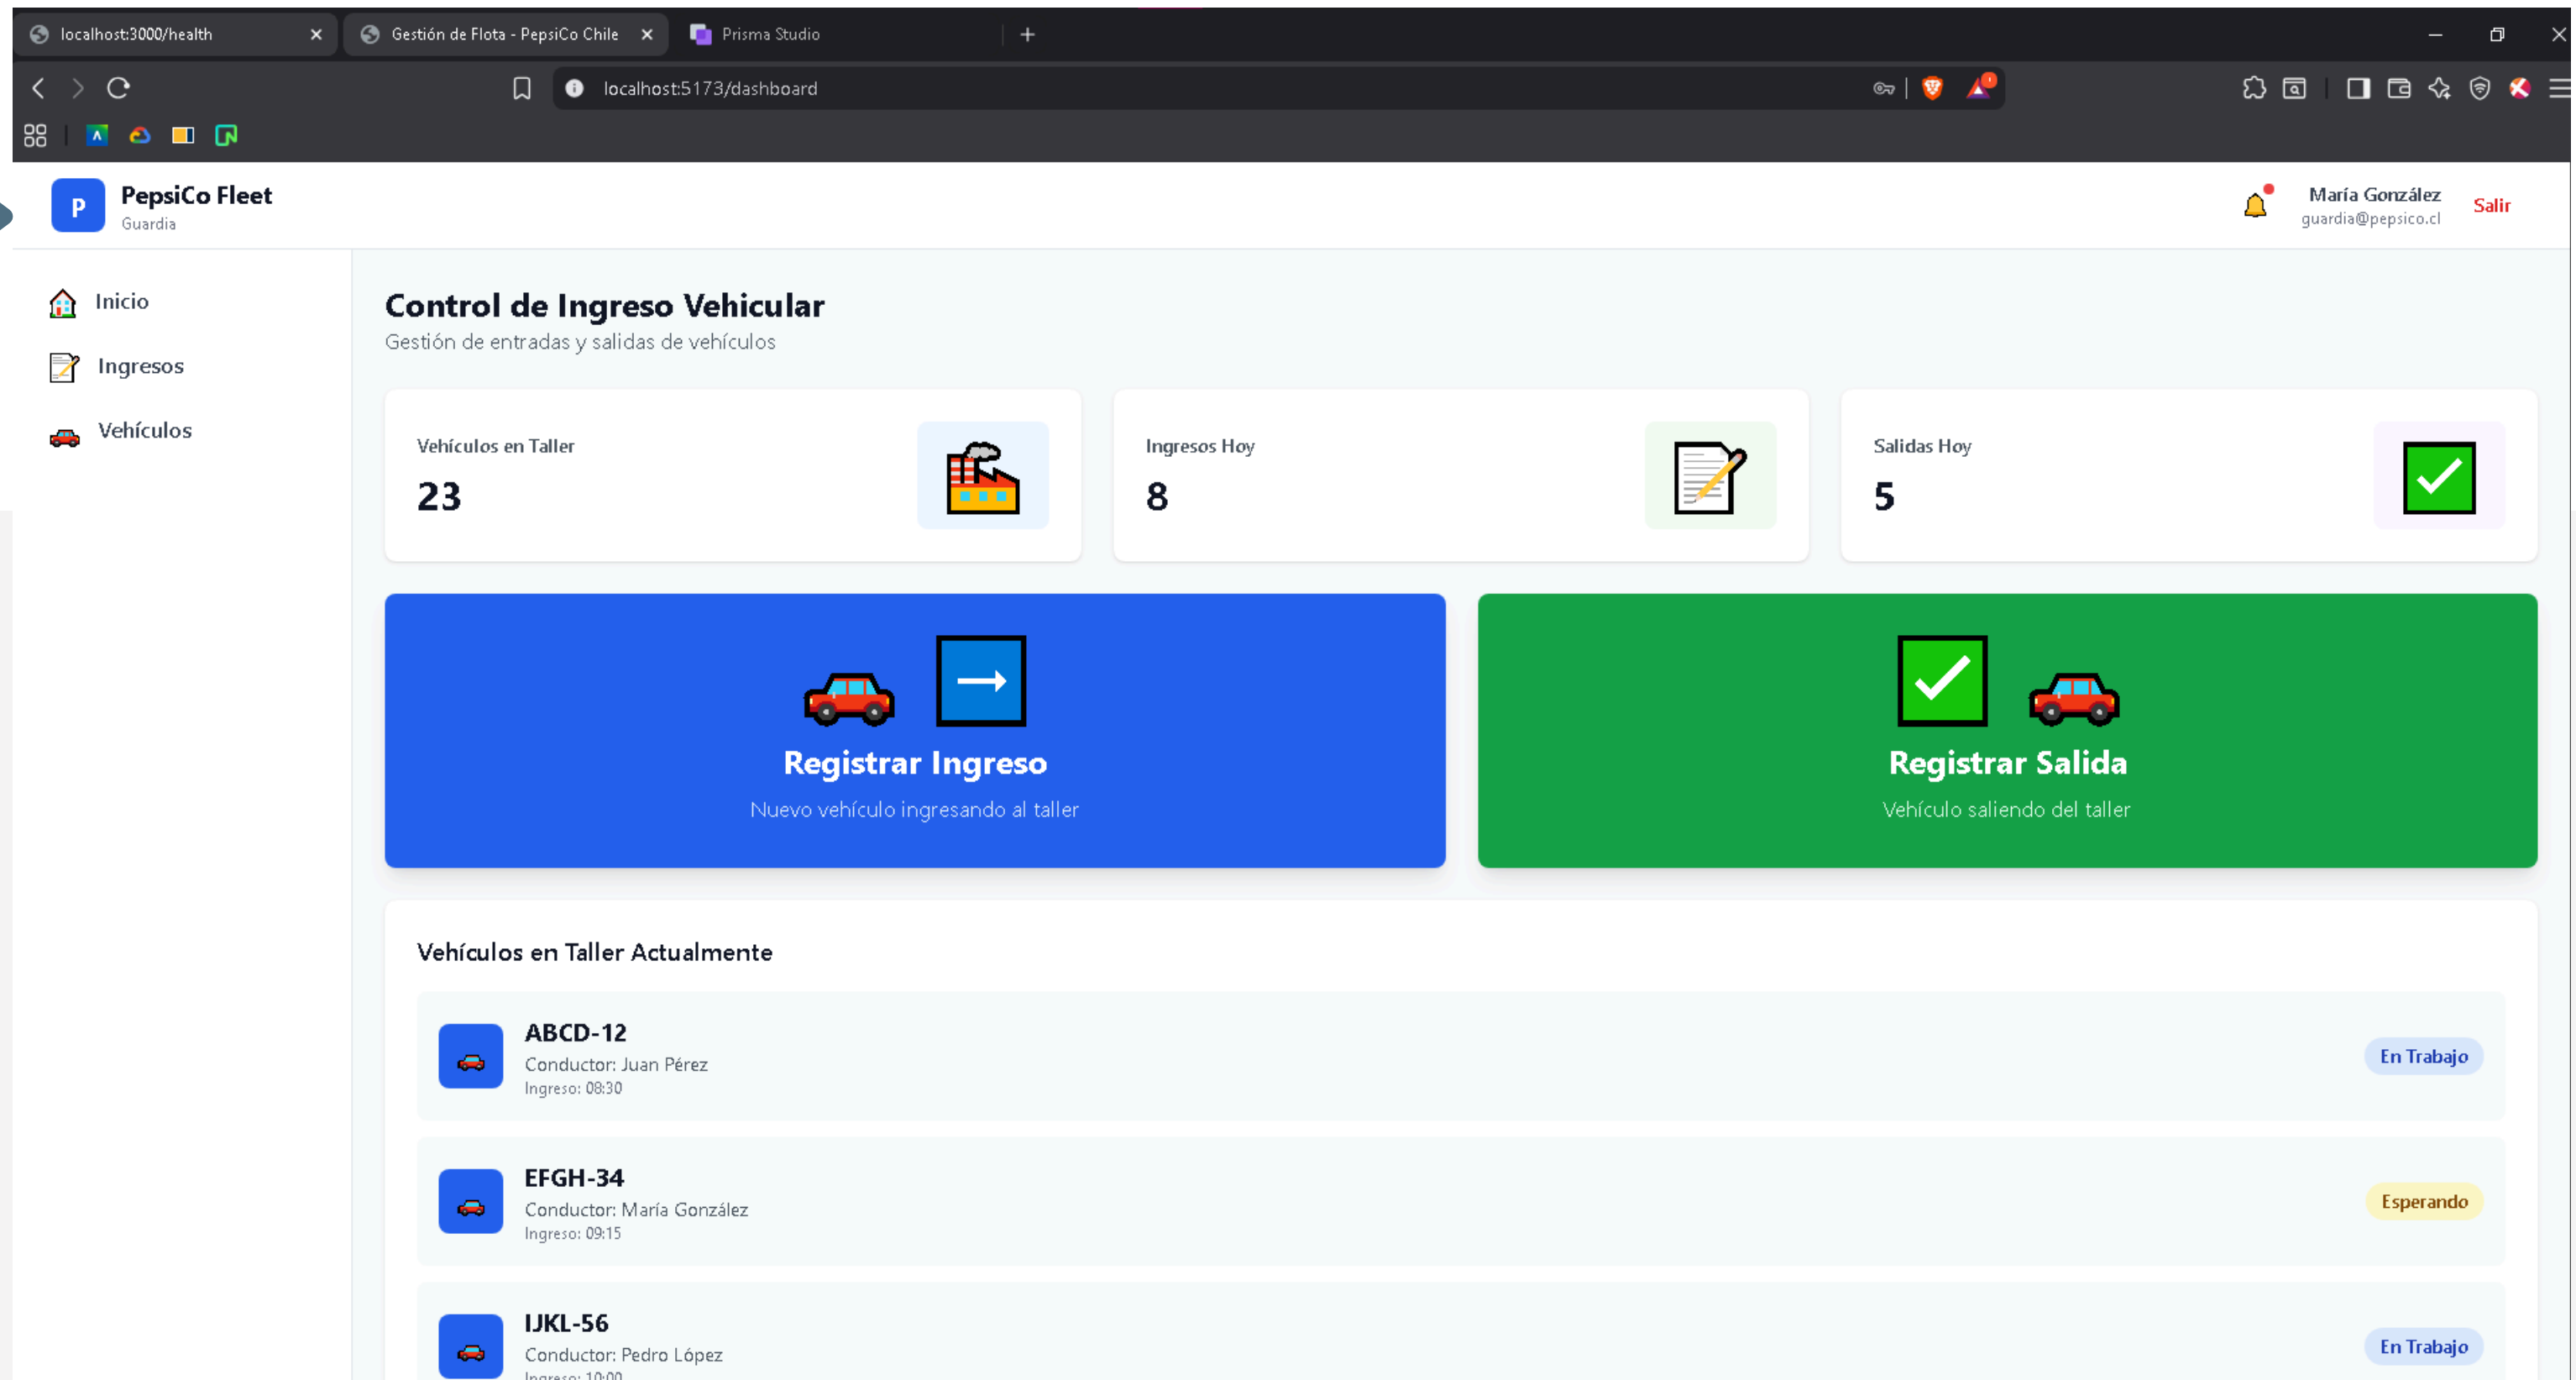 localhost:3000/health
Gestión de Flota - PepsiCo Chile
Prisma Studio
localhost:5173/dashboard
P
PepsiCo Fleet
Guardia
María González
guardia@pepsico.cl
Salir
Inicio
Ingresos
Vehículos
Control de Ingreso Vehicular
Gestión de entradas y salidas de vehículos
Vehículos en Taller
23
Ingresos Hoy
8
Salidas Hoy
5
Registrar Ingreso
Nuevo vehículo ingresando al taller
Registrar Salida
Vehículo saliendo del taller
Vehículos en Taller Actualmente
ABCD-12
Conductor: Juan Pérez
Ingreso: 08:30
En Trabajo
EFGH-34
Conductor: María González
Ingreso: 09:15
Esperando
IJKL-56
Conductor: Pedro López
Ingreso: 10:00
En Trabajo